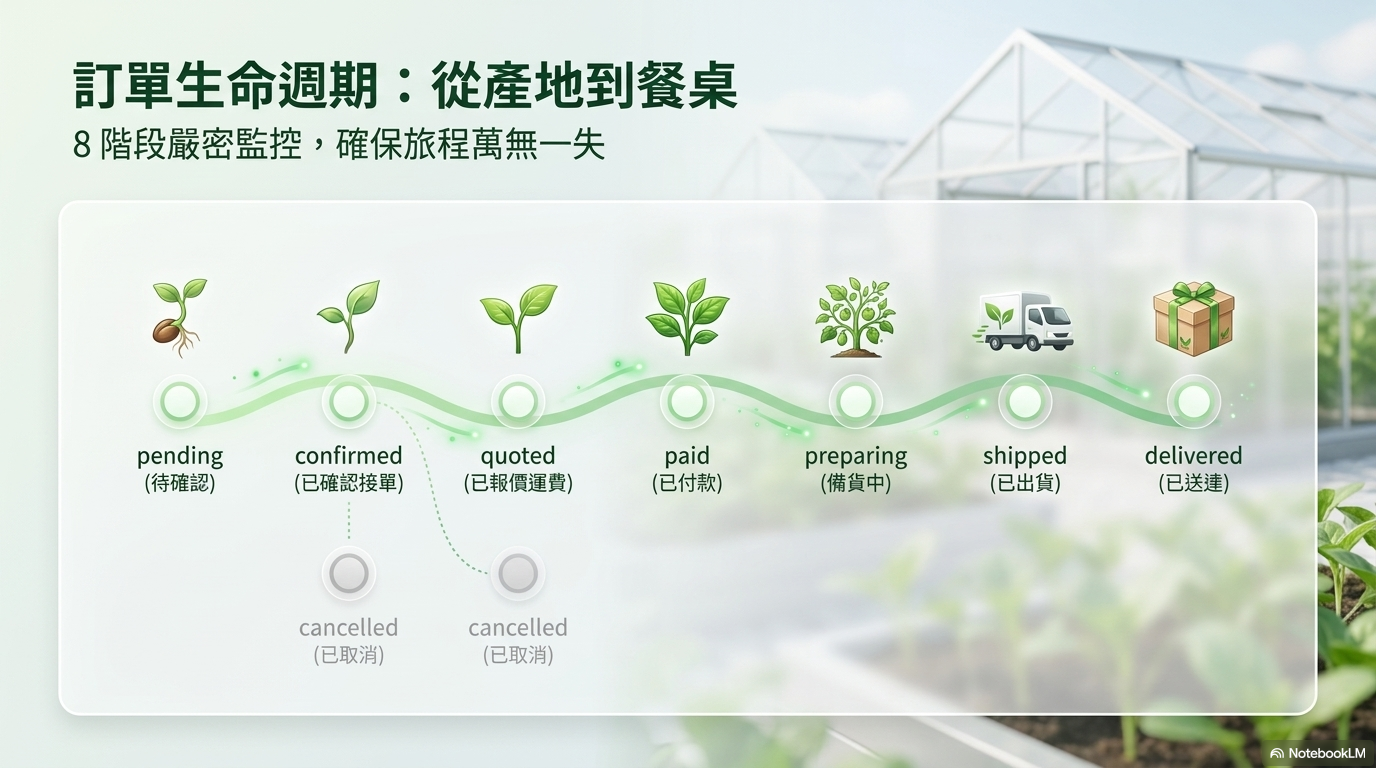 訂單生命週期：從產地到餐桌
8 階段嚴密監控，確保旅程萬無一失
pending
(待確認)
confirmed
(已確認接單)
quoted
(已報價運費)
paid
(已付款)
preparing
(備貨中)
shipped
(已出貨)
delivered
(已送達)
cancelled
(已取消)
cancelled
(已取消)
NotebookLM